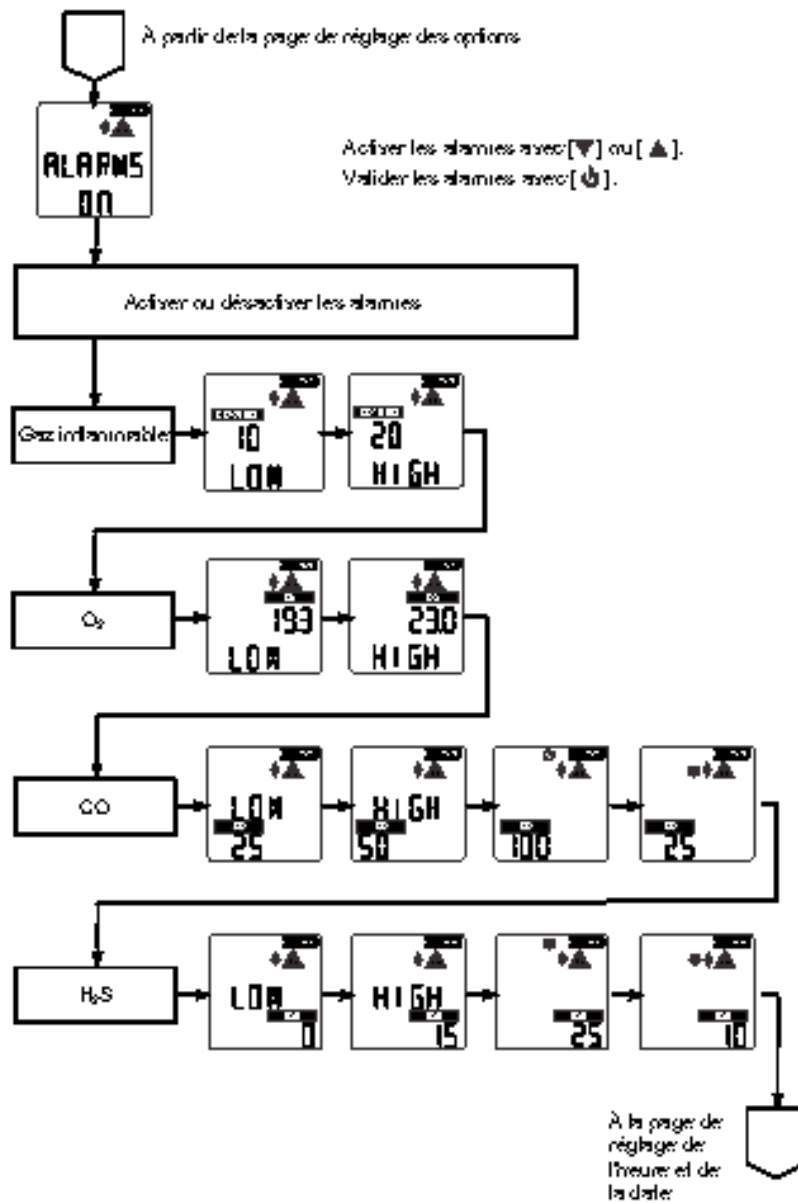 À partir de la page de réglage des options
ALARMS
ON
Activer les alarmes avec [▼] ou [▲].
Valider les alarmes avec [⏻].
Activer ou désactiver les alarmes
Gaz inflammable
10
LOW
20
HIGH
O₂
19.3
LOW
23.0
HIGH
CO
LOW
25
HIGH
50
100
25
H₂S
LOW
0
HIGH
15
25
10
À la page de
réglage de
l'heure et de
la date